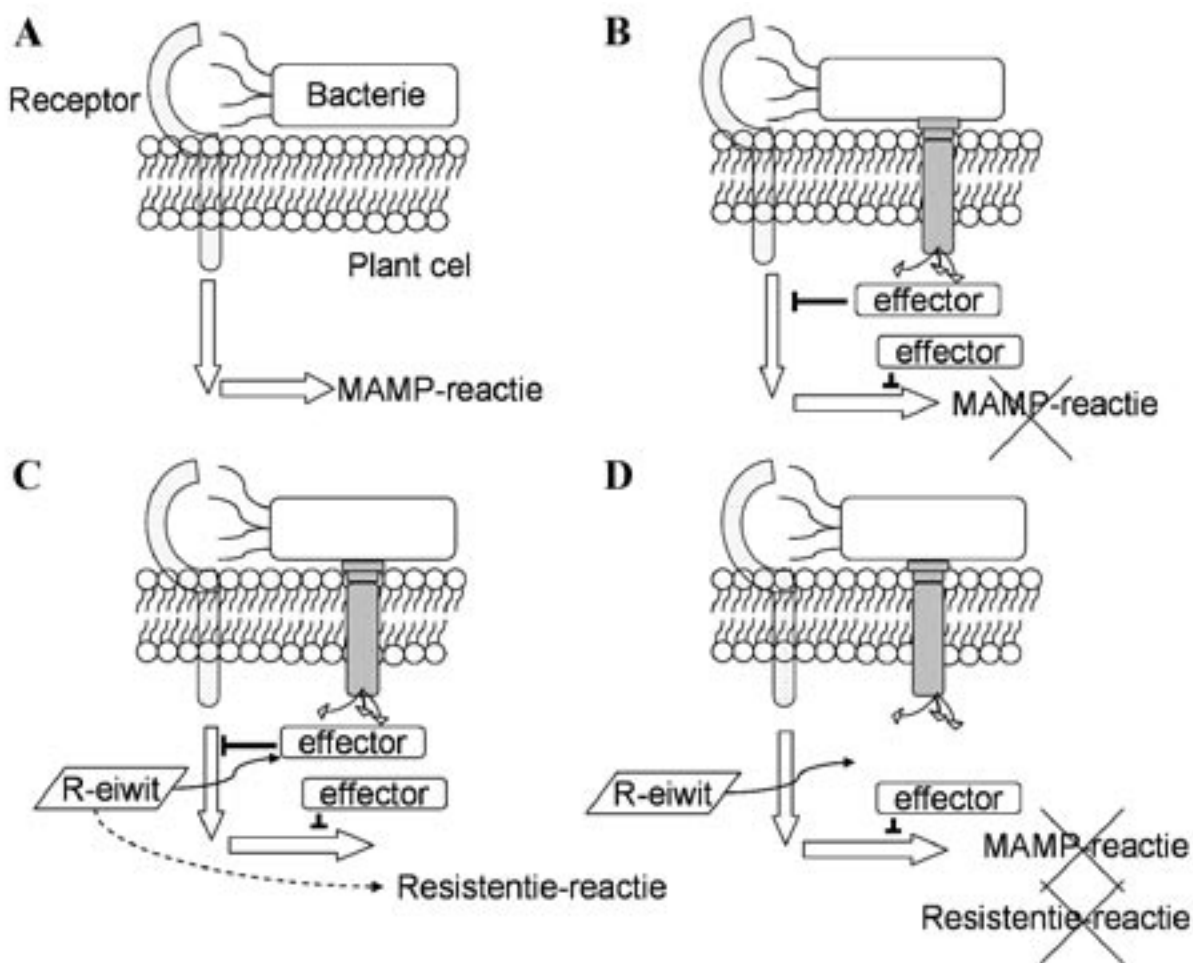 A
Receptor
Bacterie
Plant cel
MAMP-reactie
B
effector
effector
MAMP-reactie
C
effector
R-eiwit
effector
Resistentie-reactie
D
R-eiwit
effector
MAMP-reactie
Resistentie-reactie